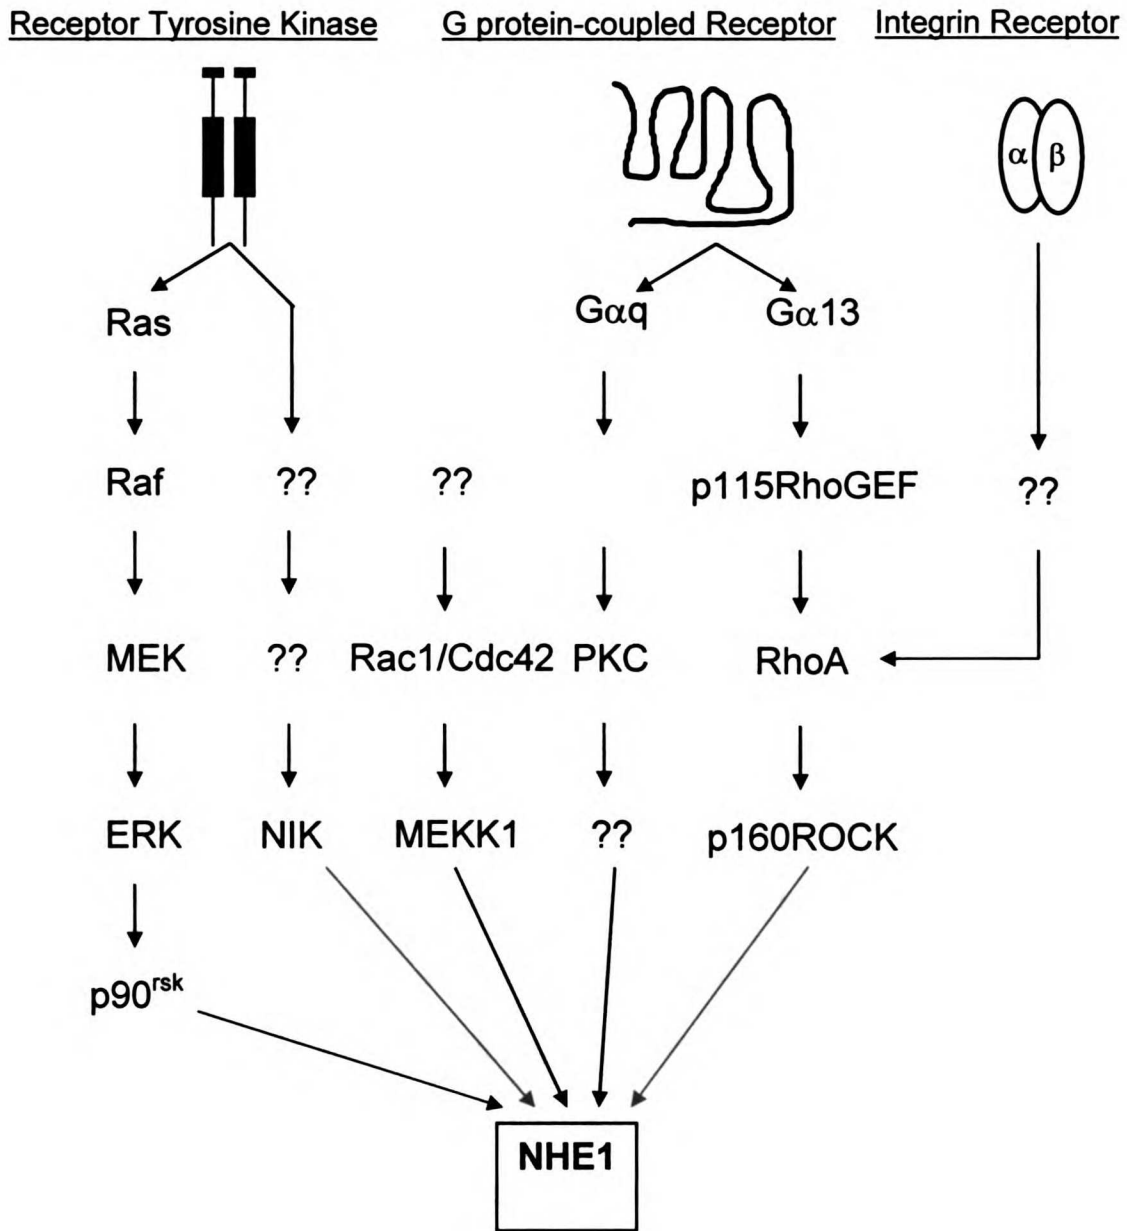 Receptor Tyrosine Kinase G protein-coupled Receptor Integrin Receptor
α β
Ras Gαq Gα13
Raf ?? ?? p115RhoGEF ??
MEK ?? Rac1/Cdc42 PKC RhoA
ERK NIK MEKK1 ?? p160ROCK
p90rsk
NHE1